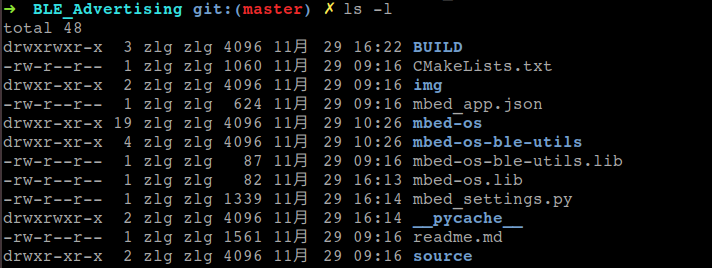 ➜  BLE_Advertising git:(master) ✗ ls -l
total 48
drwxrwxr-x  3 zlg zlg 4096 11月  29 16:22 BUILD
-rw-r--r--  1 zlg zlg 1060 11月  29 09:16 CMakeLists.txt
drwxr-xr-x  2 zlg zlg 4096 11月  29 09:16 img
-rw-r--r--  1 zlg zlg  624 11月  29 09:16 mbed_app.json
drwxr-xr-x 19 zlg zlg 4096 11月  29 10:26 mbed-os
drwxr-xr-x  4 zlg zlg 4096 11月  29 10:26 mbed-os-ble-utils
-rw-r--r--  1 zlg zlg   87 11月  29 09:16 mbed-os-ble-utils.lib
-rw-r--r--  1 zlg zlg   82 11月  29 16:13 mbed-os.lib
-rw-r--r--  1 zlg zlg 1339 11月  29 16:14 mbed_settings.py
drwxrwxr-x  2 zlg zlg 4096 11月  29 16:14 __pycache__
-rw-r--r--  1 zlg zlg 1561 11月  29 09:16 readme.md
drwxr-xr-x  2 zlg zlg 4096 11月  29 09:16 source